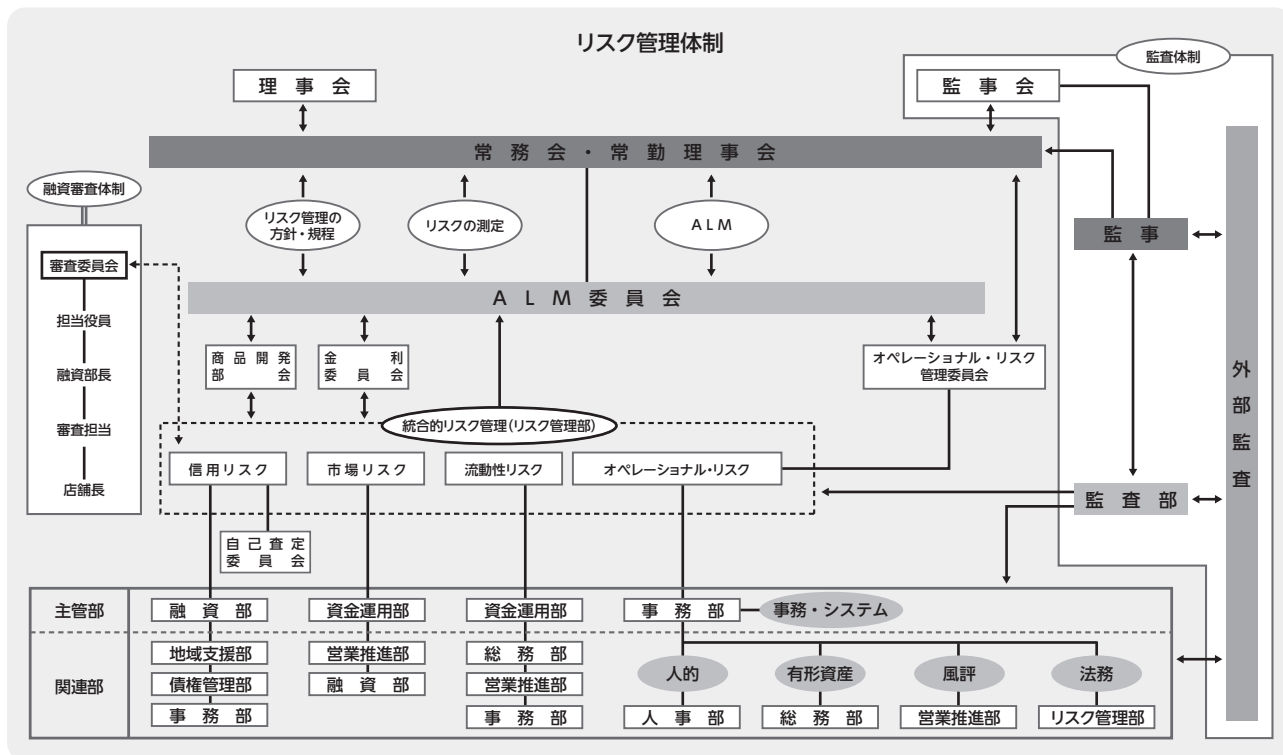 リスク管理体制
監査体制
理事会
監事会
常務会・常勤理事会
融資審査体制
リスク管理の
方針・規程
リスクの測定
ALM
監事
審査委員会
担当役員
融資部長
審査担当
店舗長
ALM委員会
商品開発
部会
金利
委員会
オペレーショナル・リスク
管理委員会
外部監査
統合的リスク管理(リスク管理部)
信用リスク
市場リスク
流動性リスク
オペレーショナル・リスク
監査部
自己査定
委員会
主管部
融資部
資金運用部
資金運用部
事務部
事務・システム
関連部
地域支援部
債権管理部
事務部
営業推進部
融資部
総務部
営業推進部
事務部
人的
有形資産
風評
法務
人事部
総務部
営業推進部
リスク管理部